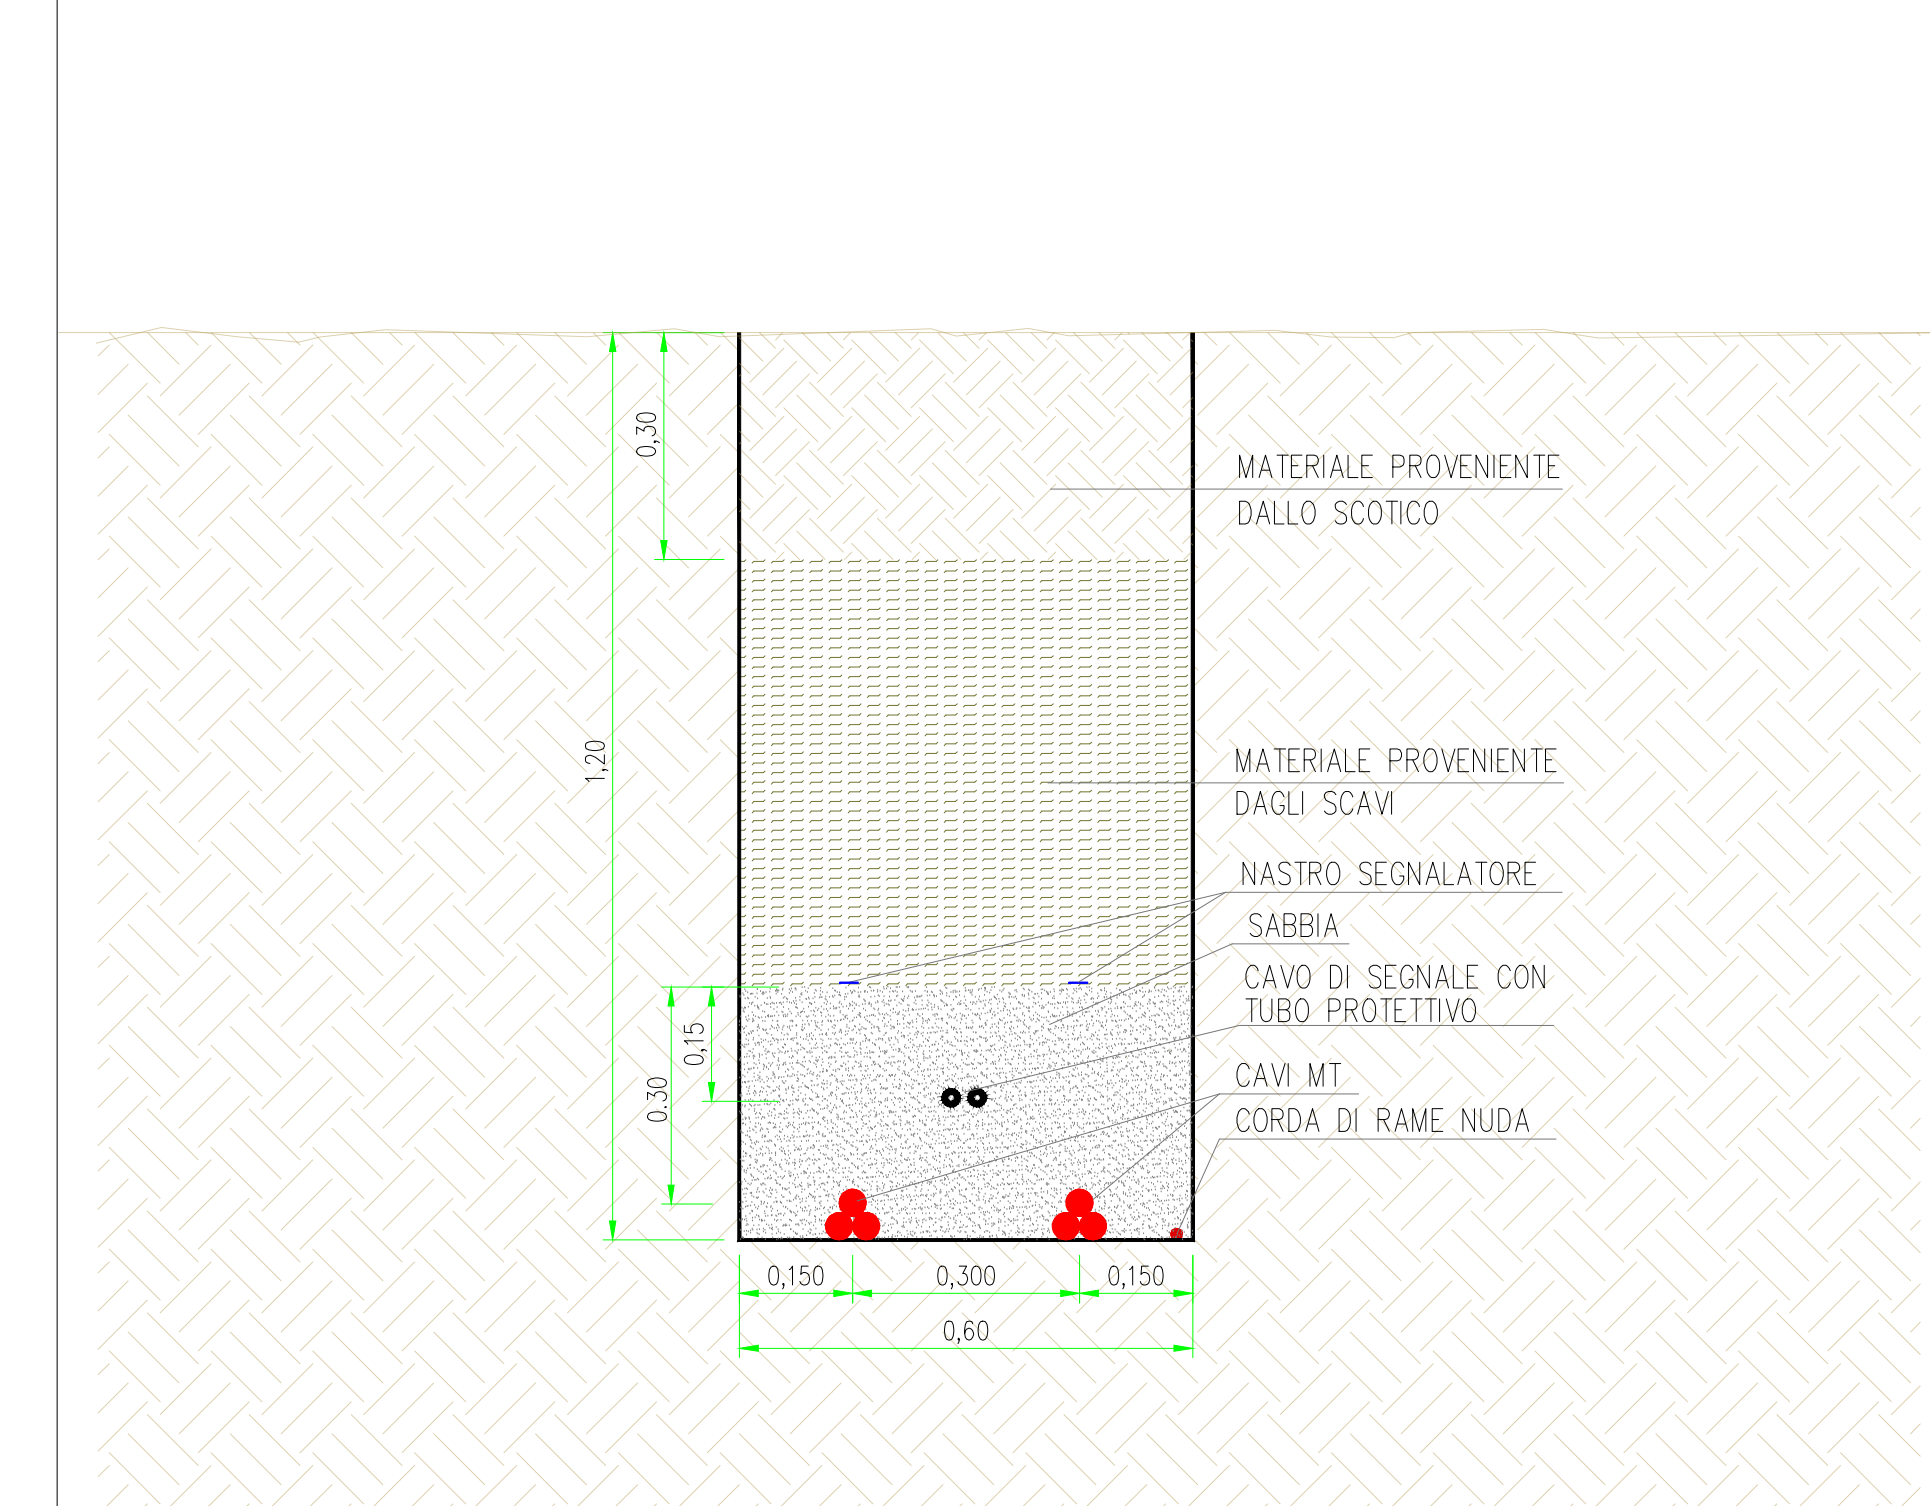 0,30
MATERIALE PROVENIENTE
DALLO SCOTICO
1,20
MATERIALE PROVENIENTE
DAGLI SCAVI
NASTRO SEGNALATORE
SABBIA
CAVO DI SEGNALE CON
TUBO PROTETTIVO
0,15
0.30
CAVI MT
CORDA DI RAME NUDA
0,150 0,300 0,150
0,60